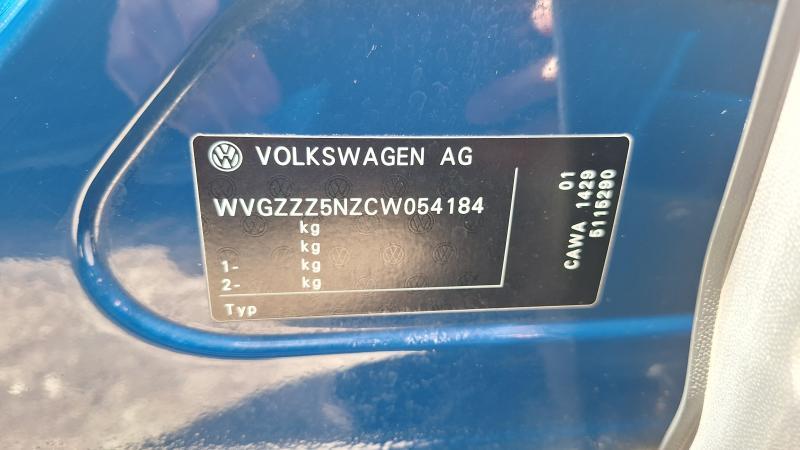 VOLKSWAGEN AG
WVGZZZ5NZCW054184
kg
kg
1- kg
2- kg
Typ
01
CAWA 1429
5115290